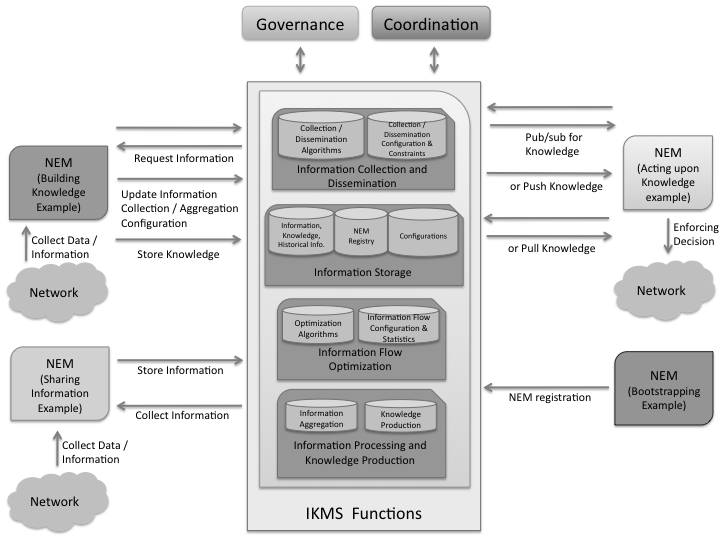 Governance
Coordination
Collection /
Dissemination
Algorithms
Collection /
Dissemination
Configuration &
Constraints
Information Collection and
Dissemination
Information,
Knowledge,
Historical Info.
NEM
Registry
Configurations
Information Storage
Optimization
Algorithms
Information Flow
Configuration &
Statistics
Information Flow
Optimization
Information
Aggregation
Knowledge
Production
Information Processing and
Knowledge Production
IKMS Functions
NEM
(Building
Knowledge
Example)
Request Information
Update Information
Collection / Aggregation
Configuration
Store Knowledge
Collect Data /
Information
Network
NEM
(Sharing
Information
Example)
Store Information
Collect Information
Collect Data /
Information
Network
Pub/sub for
Knowledge
or Push Knowledge
or Pull Knowledge
NEM
(Acting upon
Knowledge
example)
Enforcing
Decision
Network
NEM registration
NEM
(Bootstrapping
Example)